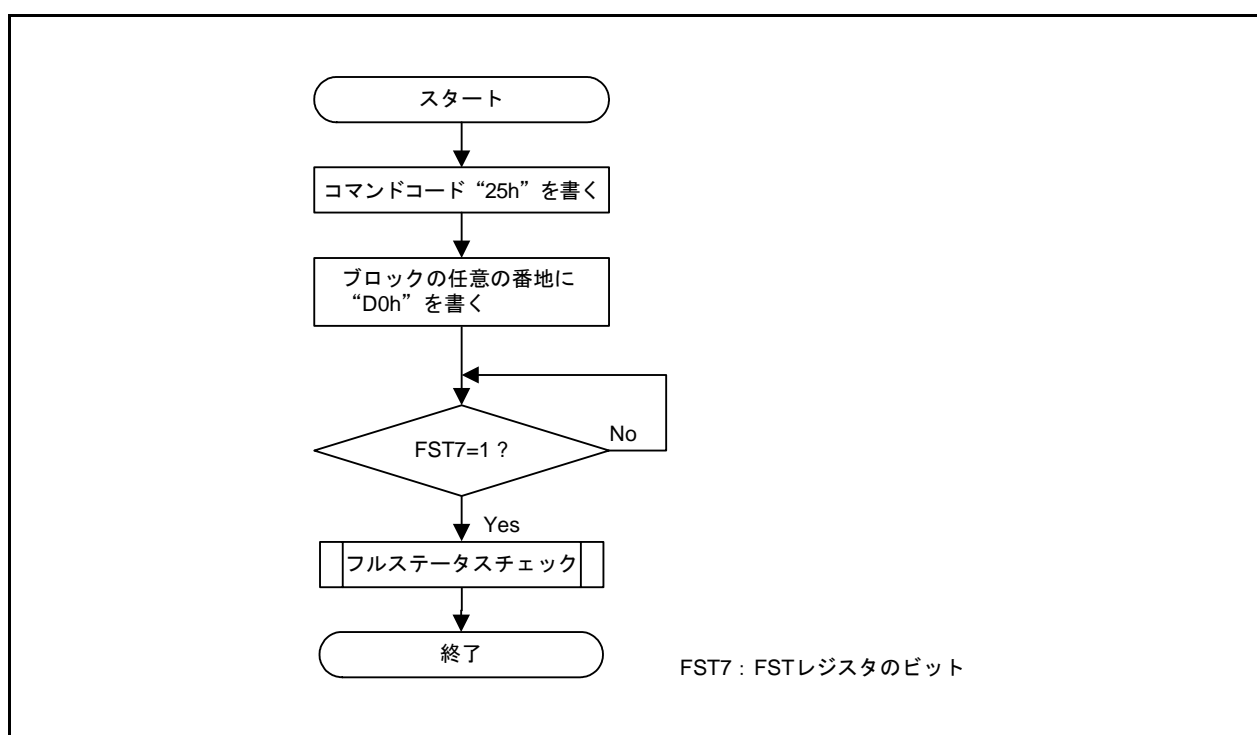 スタート
コマンドコード“25h”を書く
ブロックの任意の番地に
“D0h”を書く
FST7=1 ?
No
Yes
フルステータスチェック
終了
FST7 : FSTレジスタのビット